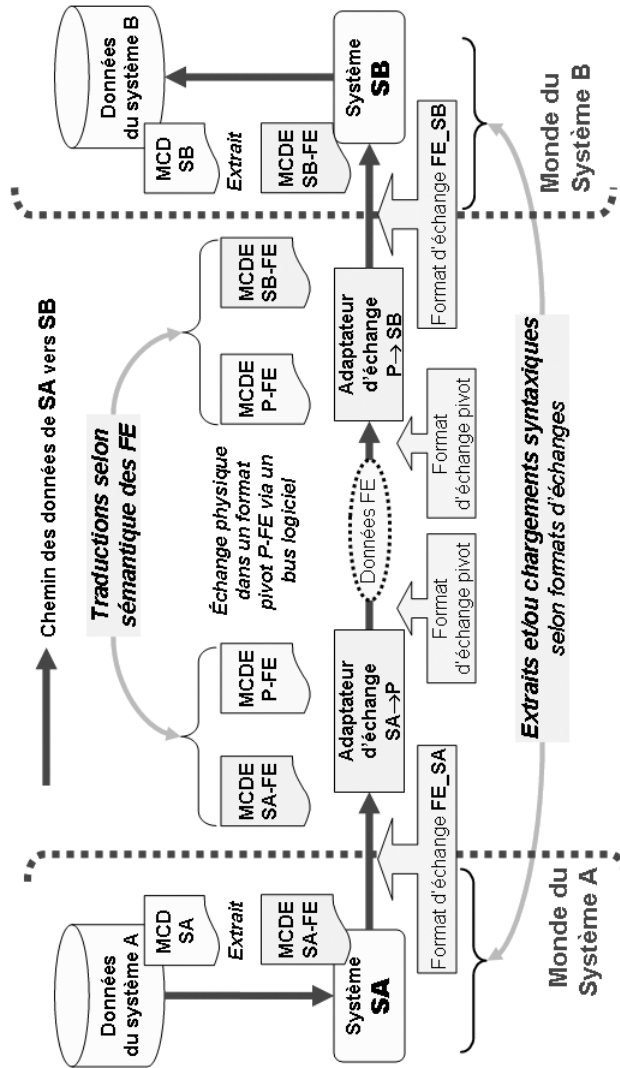 Chemin des données de SA vers SB
Traductions selon
sémantique des FE
Données
du système A
MCD
SA
Extrait
MCDE
SA-FE
Système
SA
MCDE
SA-FE
MCDE
P-FE
Échange physique
dans un format
pivot P-FE via un
bus logiciel
MCDE
P-FE
MCDE
SB-FE
Données
du système B
MCD
SB
Extrait
MCDE
SB-FE
Système
SB
Adaptateur
d'échange
SA→P
Données FE
Adaptateur
d'échange
P→ SB
Format d'échange FE_SA
Format
d'échange pivot
Format
d'échange pivot
Format d'échange FE_SB
Monde du
Système A
Extraits et/ou chargements syntaxiques
selon formats d'échanges
Monde du
Système B